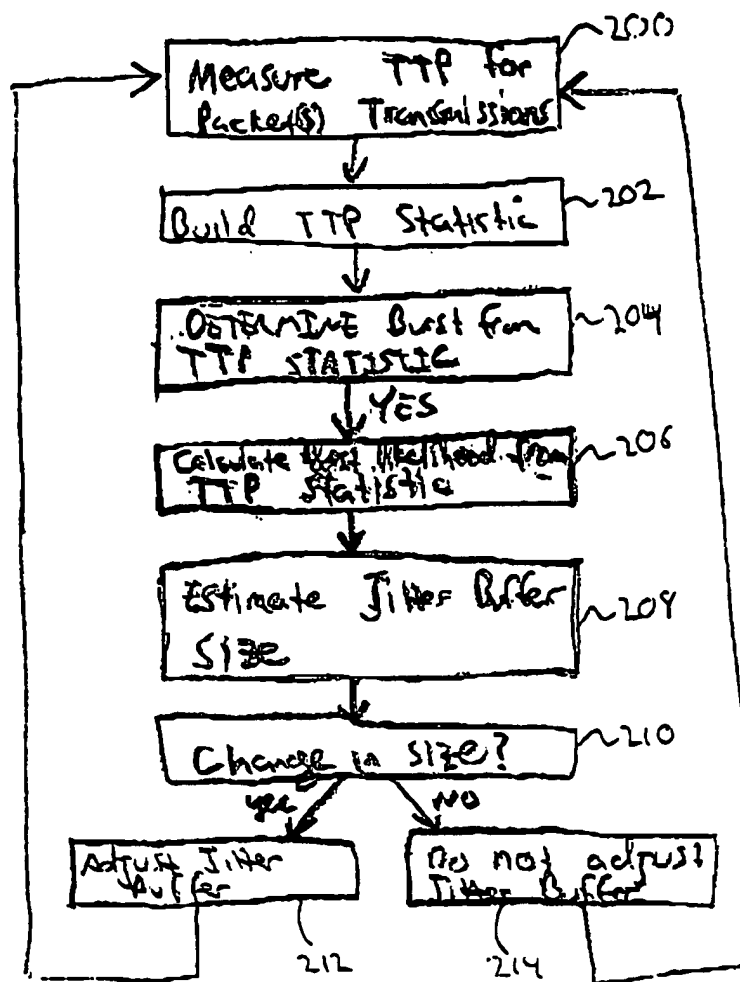 200
Measure TTP for
Packet(s) Transmissions
Build TTP Statistic
202
DETERMINE Burst from
TTP STATISTIC
204
YES
Calculate likelihood from
TTP Statistic
206
Estimate Jitter Buffer
Size
208
Change in size?
210
yes
NO
Adjust Jitter
Buffer
Do not adjust
Jitter Buffer
212
214